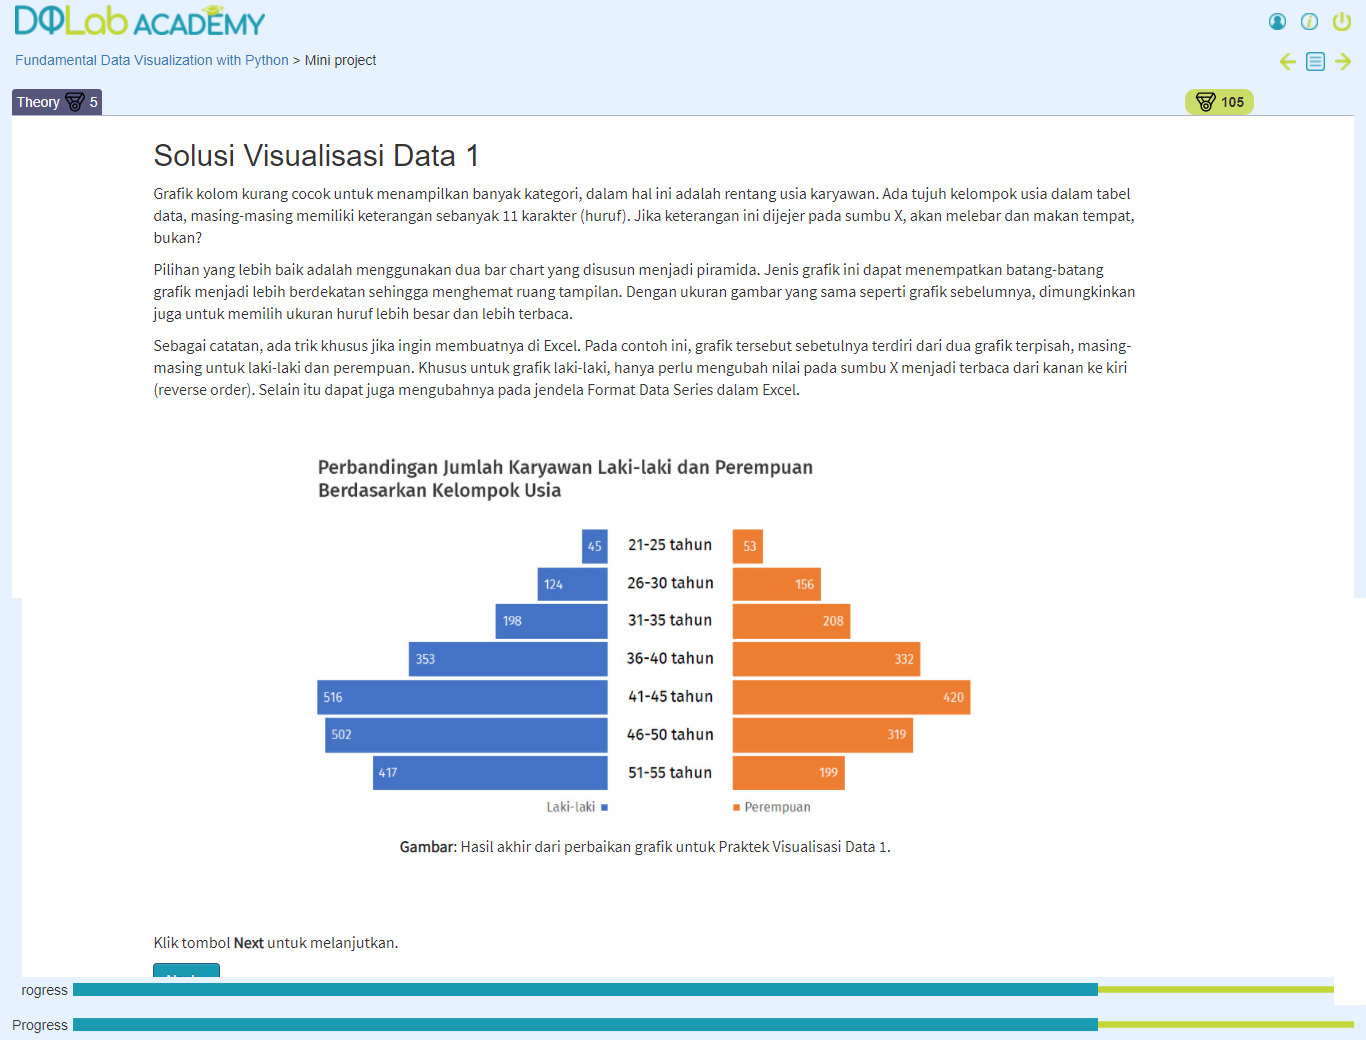 DQLab ACADEMY
Fundamental Data Visualization with Python > Mini project
Theory 5
105
Solusi Visualisasi Data 1
Grafik kolom kurang cocok untuk menampilkan banyak kategori, dalam hal ini adalah rentang usia karyawan. Ada tujuh kelompok usia dalam tabel
data, masing-masing memiliki keterangan sebanyak 11 karakter (huruf). Jika keterangan ini dijejer pada sumbu X, akan melebar dan makan tempat,
bukan?
Pilihan yang lebih baik adalah menggunakan dua bar chart yang disusun menjadi piramida. Jenis grafik ini dapat menempatkan batang-batang
grafik menjadi lebih berdekatan sehingga menghemat ruang tampilan. Dengan ukuran gambar yang sama seperti grafik sebelumnya, dimungkinkan
juga untuk memilih ukuran huruf lebih besar dan lebih terbaca.
Sebagai catatan, ada trik khusus jika ingin membuatnya di Excel. Pada contoh ini, grafik tersebut sebetulnya terdiri dari dua grafik terpisah, masing-
masing untuk laki-laki dan perempuan. Khusus untuk grafik laki-laki, hanya perlu mengubah nilai pada sumbu X menjadi terbaca dari kanan ke kiri
(reverse order). Selain itu dapat juga mengubahnya pada jendela Format Data Series dalam Excel.
Perbandingan Jumlah Karyawan Laki-laki dan Perempuan
Berdasarkan Kelompok Usia
45 21-25 tahun 53
124 26-30 tahun 156
198 31-35 tahun 208
353 36-40 tahun 332
516 41-45 tahun 420
502 46-50 tahun 319
417 51-55 tahun 199
Laki-laki Perempuan
Gambar: Hasil akhir dari perbaikan grafik untuk Praktek Visualisasi Data 1.
Klik tombol Next untuk melanjutkan.
rogress
Progress